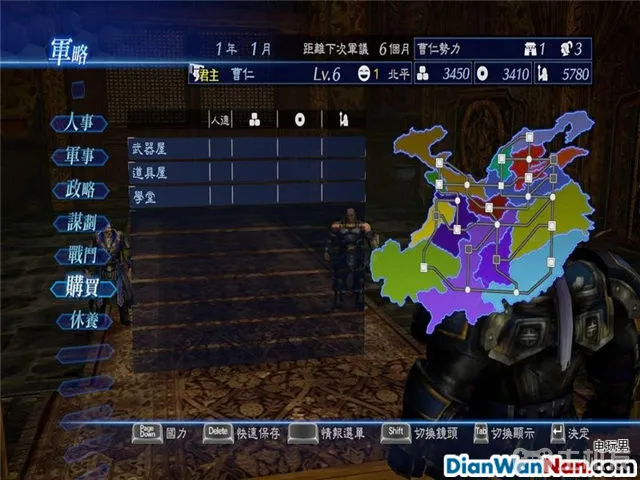 軍略
1年 1月 距離下次軍議 6個月 曹仁勢力 1 3
君主 曹仁 Lv.6 1 北平 3450 3410 5780
人事
軍事
政略
謀劃
戰鬥
購買
休養
人遣
武器屋
道具屋
學堂
Page Down 國力 Delete 快速保存 情報選單 Shift 切換鏡頭 Tab 切換顯示 決定
电玩男
DianWanNan.com